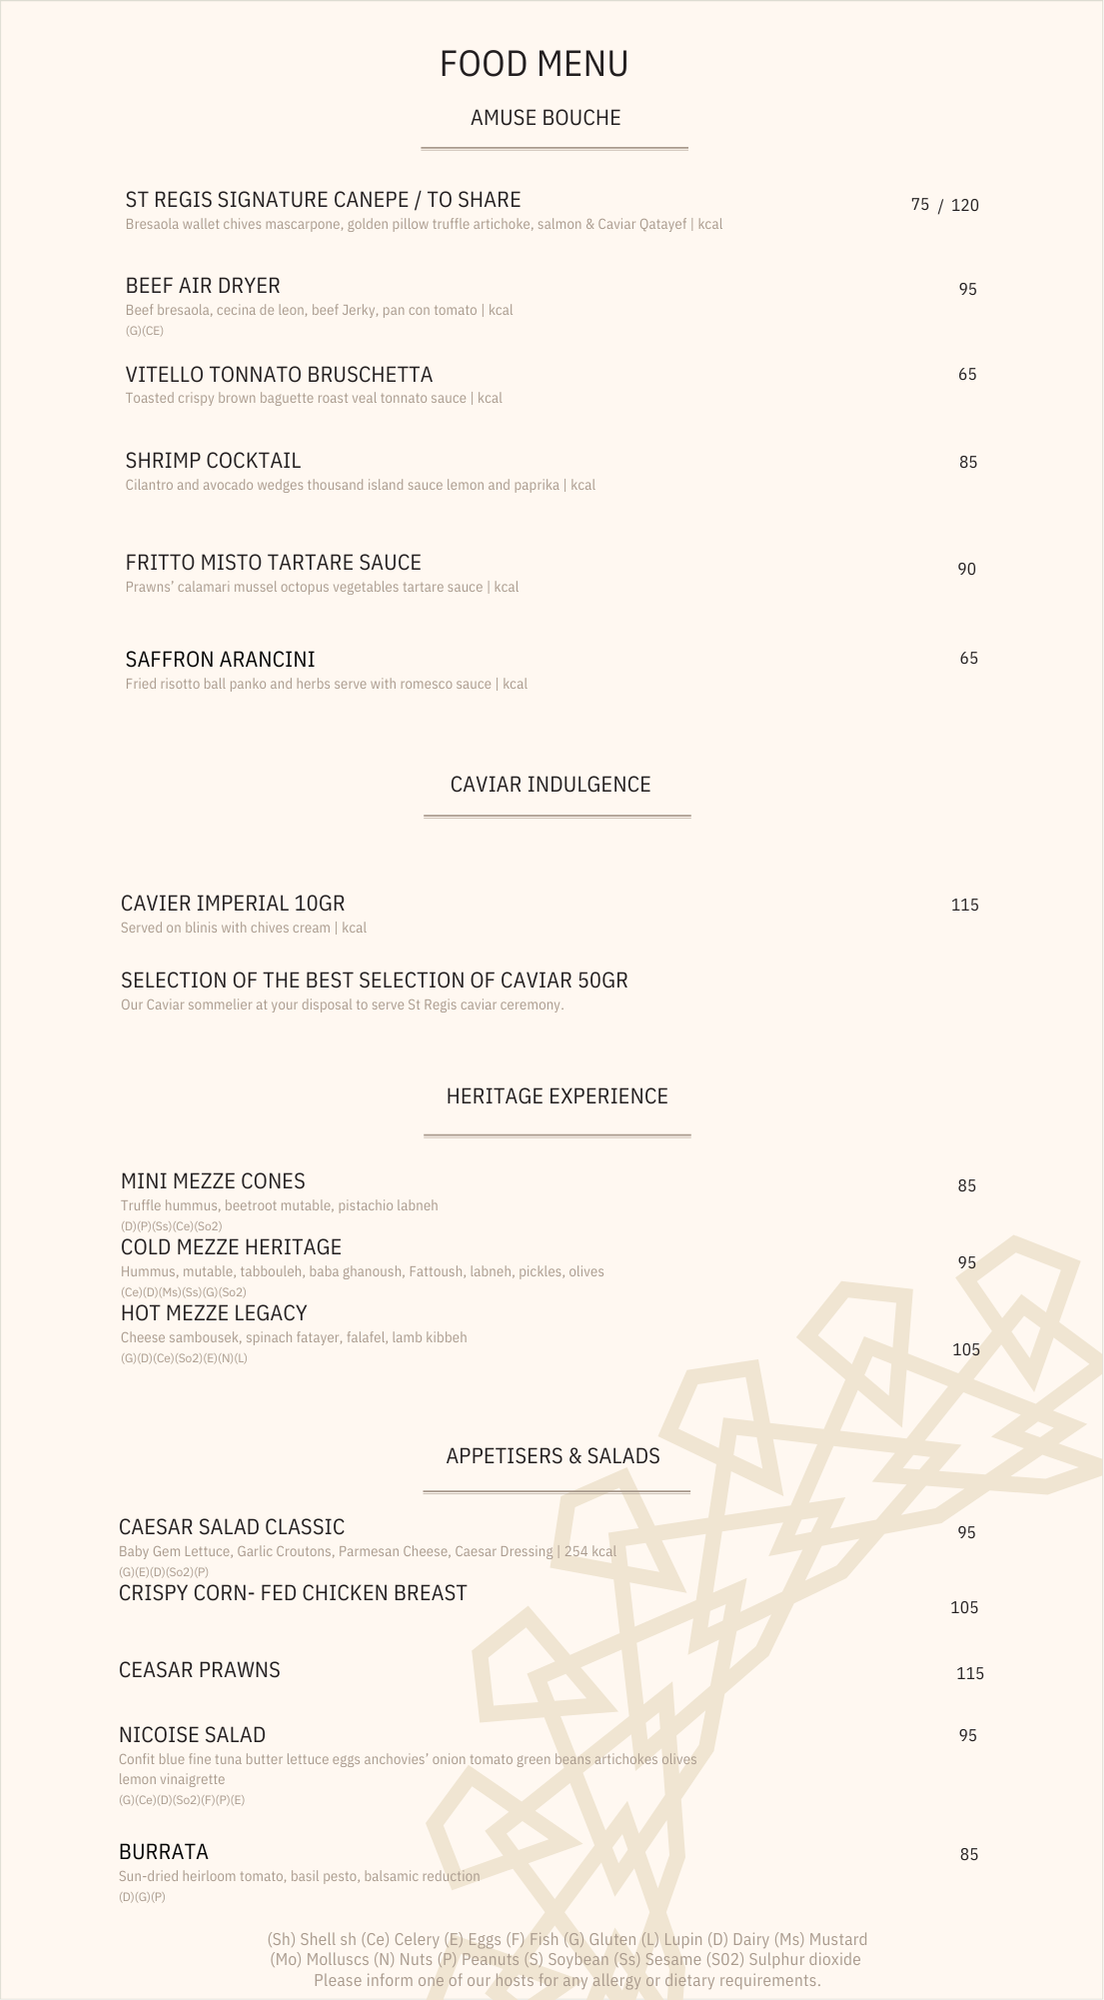 FOOD MENU
AMUSE BOUCHE
ST REGIS SIGNATURE CANEPE / TO SHARE
75 / 120
Bresaola wallet chives mascarpone, golden pillow truffle artichoke, salmon & Caviar Qatayef | kcal
BEEF AIR DRYER
95
Beef bresaola, cecina de leon, beef Jerky, pan con tomato | kcal
(G)(CE)
VITELLO TONNATO BRUSCHETTA
65
Toasted crispy brown baguette roast veal tonnato sauce | kcal
SHRIMP COCKTAIL
85
Cilantro and avocado wedges thousand island sauce lemon and paprika | kcal
FRITTO MISTO TARTARE SAUCE
90
Prawns’ calamari mussel octopus vegetables tartare sauce | kcal
SAFFRON ARANCINI
65
Fried risotto ball panko and herbs serve with romesco sauce | kcal
CAVIAR INDULGENCE
CAVIER IMPERIAL 10GR
115
Served on blinis with chives cream | kcal
SELECTION OF THE BEST SELECTION OF CAVIAR 50GR
Our Caviar sommelier at your disposal to serve St Regis caviar ceremony.
HERITAGE EXPERIENCE
MINI MEZZE CONES
85
Truffle hummus, beetroot mutable, pistachio labneh
(D)(P)(Ss)(Ce)(So2)
COLD MEZZE HERITAGE
95
Hummus, mutable, tabbouleh, baba ghanoush, Fattoush, labneh, pickles, olives
(Ce)(D)(Ms)(Ss)(G)(So2)
HOT MEZZE LEGACY
Cheese sambousek, spinach fatayer, falafel, lamb kibbeh
105
(G)(D)(Ce)(So2)(E)(N)(L)
APPETISERS & SALADS
CAESAR SALAD CLASSIC
95
Baby Gem Lettuce, Garlic Croutons, Parmesan Cheese, Caesar Dressing | 254 kcal
(G)(E)(D)(So2)(P)
CRISPY CORN- FED CHICKEN BREAST
105
CEASAR PRAWNS
115
NICOISE SALAD
95
Confit blue fine tuna butter lettuce eggs anchovies’ onion tomato green beans artichokes olives
lemon vinaigrette
(G)(Ce)(D)(So2)(F)(P)(E)
BURRATA
85
Sun-dried heirloom tomato, basil pesto, balsamic reduction
(D)(G)(P)
(Sh) Shell sh (Ce) Celery (E) Eggs (F) Fish (G) Gluten (L) Lupin (D) Dairy (Ms) Mustard
(Mo) Molluscs (N) Nuts (P) Peanuts (S) Soybean (Ss) Sesame (S02) Sulphur dioxide
Please inform one of our hosts for any allergy or dietary requirements.